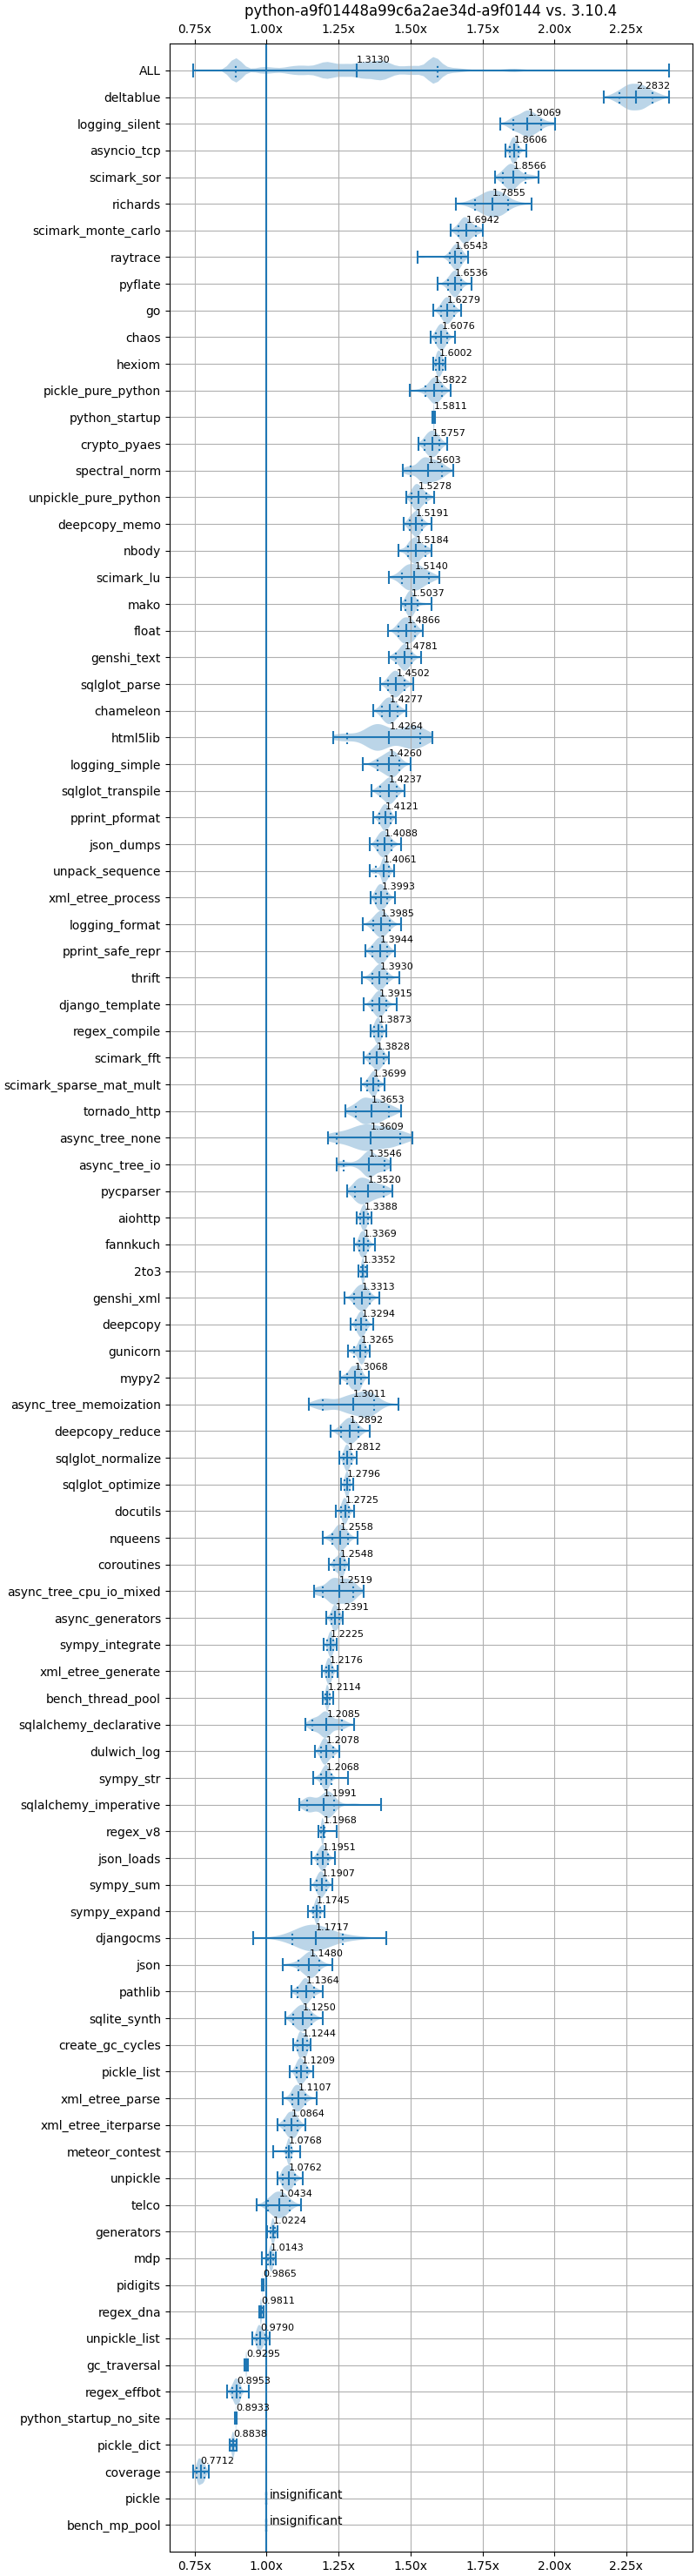 python-a9f01448a99c6a2ae34d-a9f0144 vs. 3.10.4
0.75x 1.00x 1.25x 1.50x 1.75x 2.00x 2.25x
ALL 1.3130
deltablue 2.2832
logging_silent 1.9069
asyncio_tcp 1.8606
scimark_sor 1.8566
richards 1.7855
scimark_monte_carlo 1.6942
raytrace 1.6543
pyflate 1.6536
go 1.6279
chaos 1.6076
hexiom 1.6002
pickle_pure_python 1.5822
python_startup 1.5811
crypto_pyaes 1.5757
spectral_norm 1.5603
unpickle_pure_python 1.5278
deepcopy_memo 1.5191
nbody 1.5184
scimark_lu 1.5140
mako 1.5037
float 1.4866
genshi_text 1.4781
sqlglot_parse 1.4502
chameleon 1.4277
html5lib 1.4264
logging_simple 1.4260
sqlglot_transpile 1.4237
pprint_pformat 1.4121
json_dumps 1.4088
unpack_sequence 1.4061
xml_etree_process 1.3993
logging_format 1.3985
pprint_safe_repr 1.3944
thrift 1.3930
django_template 1.3915
regex_compile 1.3873
scimark_fft 1.3828
scimark_sparse_mat_mult 1.3699
tornado_http 1.3653
async_tree_none 1.3609
async_tree_io 1.3546
pycparser 1.3520
aiohttp 1.3388
fannkuch 1.3369
2to3 1.3352
genshi_xml 1.3313
deepcopy 1.3294
gunicorn 1.3265
mypy2 1.3068
async_tree_memoization 1.3011
deepcopy_reduce 1.2892
sqlglot_normalize 1.2812
sqlglot_optimize 1.2796
docutils 1.2725
nqueens 1.2558
coroutines 1.2548
async_tree_cpu_io_mixed 1.2519
async_generators 1.2391
sympy_integrate 1.2225
xml_etree_generate 1.2176
bench_thread_pool 1.2114
sqlalchemy_declarative 1.2085
dulwich_log 1.2078
sympy_str 1.2068
sqlalchemy_imperative 1.1991
regex_v8 1.1968
json_loads 1.1951
sympy_sum 1.1907
sympy_expand 1.1745
djangocms 1.1717
json 1.1480
pathlib 1.1364
sqlite_synth 1.1250
create_gc_cycles 1.1244
pickle_list 1.1209
xml_etree_parse 1.1107
xml_etree_iterparse 1.0864
meteor_contest 1.0768
unpickle 1.0762
telco 1.0434
generators 1.0224
mdp 1.0143
pidigits 0.9865
regex_dna 0.9811
unpickle_list 0.9790
gc_traversal 0.9295
regex_effbot 0.8953
python_startup_no_site 0.8933
pickle_dict 0.8838
coverage 0.7712
pickle insignificant
bench_mp_pool insignificant
0.75x 1.00x 1.25x 1.50x 1.75x 2.00x 2.25x